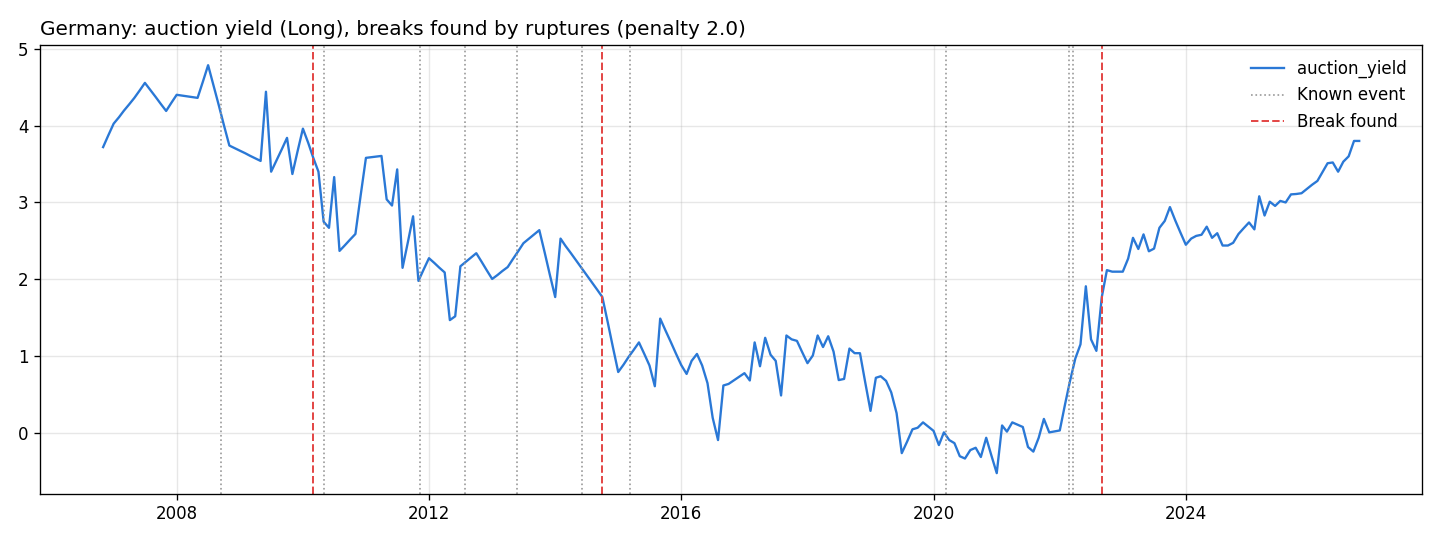 Germany: auction yield (Long), breaks found by ruptures (penalty 2.0)
5
4
3
2
1
0
auction_yield
Known event
Break found
2008
2012
2016
2020
2024